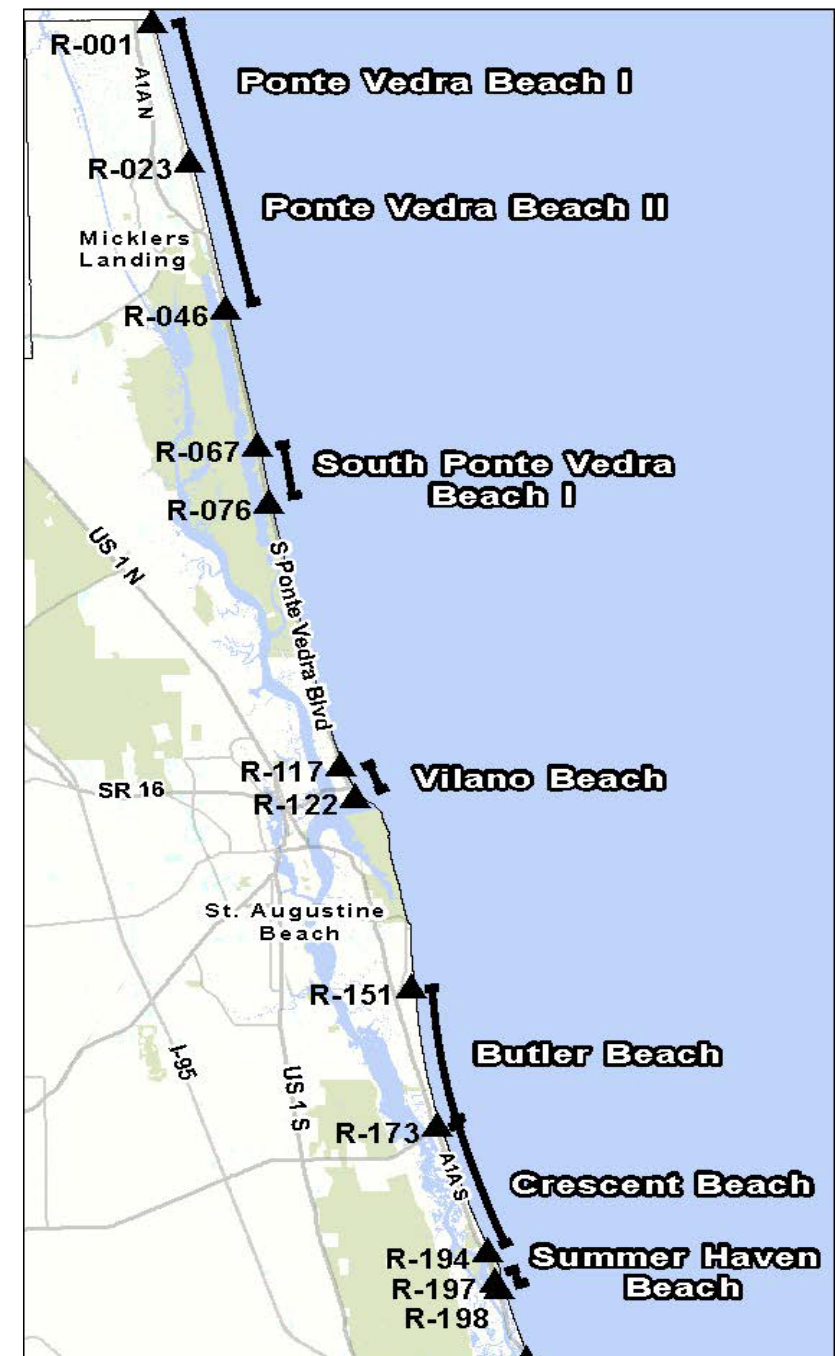 R-001
A1A N
Ponte Vedra Beach I
R-023
Ponte Vedra Beach II
Micklers
Landing
R-046
R-067
South Ponte Vedra
Beach I
R-076
US 1 N
S Ponte Vedra Blvd
R-117
Vilano Beach
SR 16
R-122
St. Augustine
Beach
R-151
Butler Beach
I-95
US 1 S
R-173
A1A S
Crescent Beach
R-194
Summer Haven
Beach
R-197
R-198